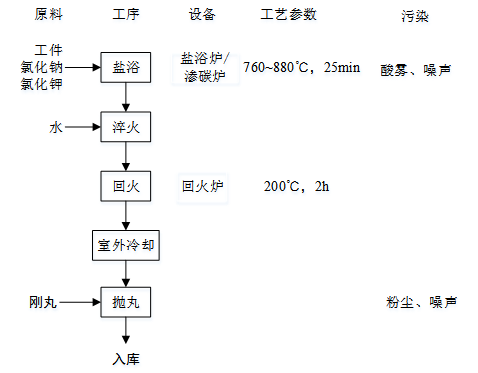 原料 工序 设备 工艺参数 污染
工件
氯化钠
氯化钾
盐浴
盐浴炉/
渗碳炉
760~880℃，25min
酸雾、噪声
水
淬火
回火
回火炉
200℃，2h
室外冷却
刚丸
抛丸
粉尘、噪声
入库